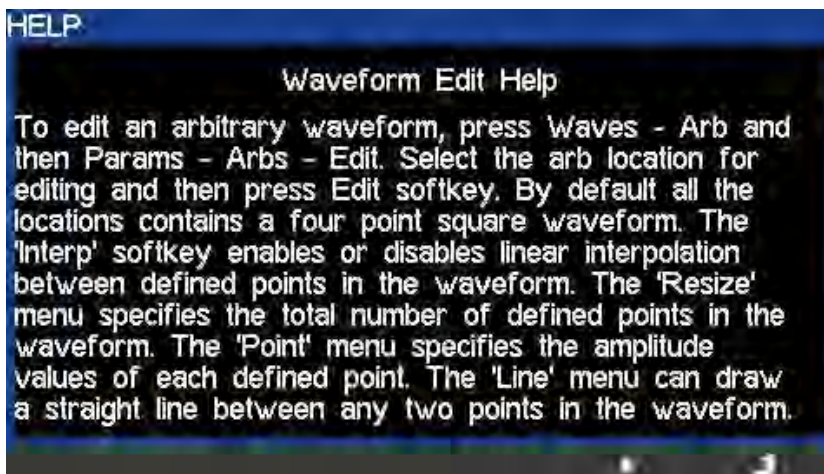 HELP
Waveform Edit Help
To edit an arbitrary waveform, press Waves - Arb and
then Params - Arbs - Edit. Select the arb location for
editing and then press Edit softkey. By default all the
locations contains a four point square waveform. The
'Interp' softkey enables or disables linear interpolation
between defined points in the waveform. The 'Resize'
menu specifies the total number of defined points in the
waveform. The 'Point' menu specifies the amplitude
values of each defined point. The 'Line' menu can draw
a straight line between any two points in the waveform.